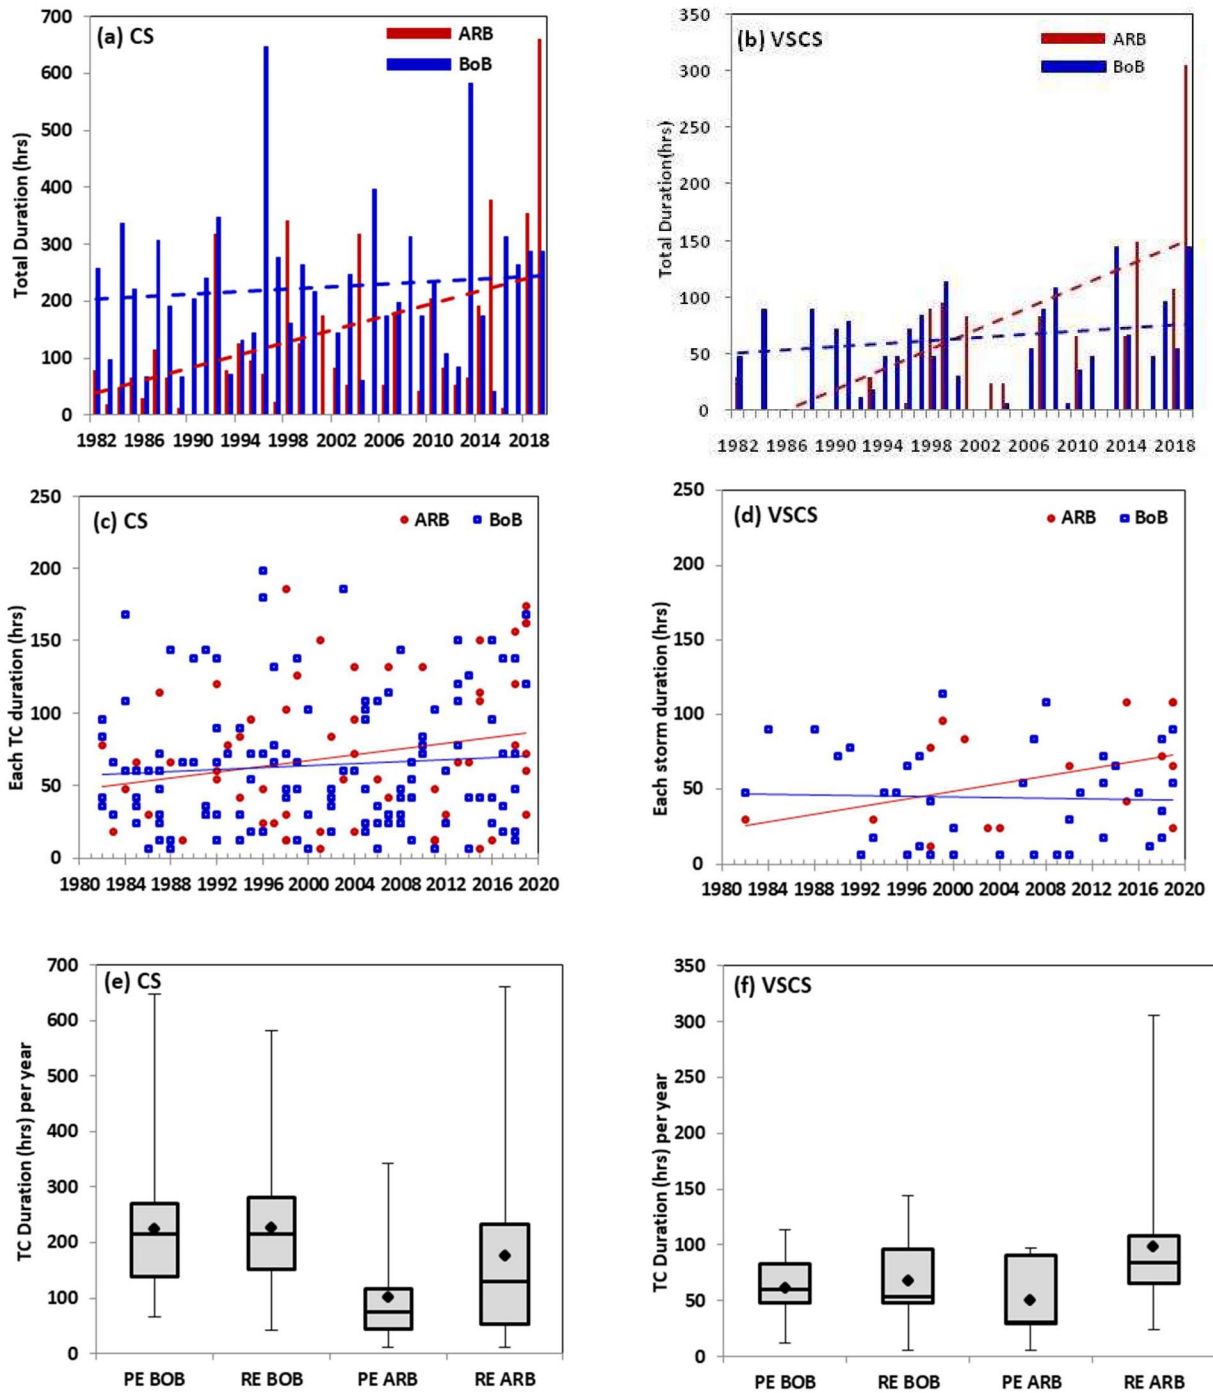 (a) CS
ARB
BoB
Total Duration (hrs)
700
600
500
400
300
200
100
0
1982 1986 1990 1994 1998 2002 2006 2010 2014 2018
(b) VSCS
ARB
BoB
Total Duration(hrs)
350
300
250
200
150
100
50
0
1982 1986 1990 1994 1998 2002 2006 2010 2014 2018
(c) CS
ARB BoB
Each TC duration (hrs)
250
200
150
100
50
0
1980 1984 1988 1992 1996 2000 2004 2008 2012 2016 2020
(d) VSCS
ARB BoB
Each storm duration (hrs)
250
200
150
100
50
0
1980 1984 1988 1992 1996 2000 2004 2008 2012 2016 2020
(e) CS
TC Duration (hrs) per year
700
600
500
400
300
200
100
0
PE BOB RE BOB PE ARB RE ARB
(f) VSCS
TC Duration (hrs) per year
350
300
250
200
150
100
50
0
PE BOB RE BOB PE ARB RE ARB